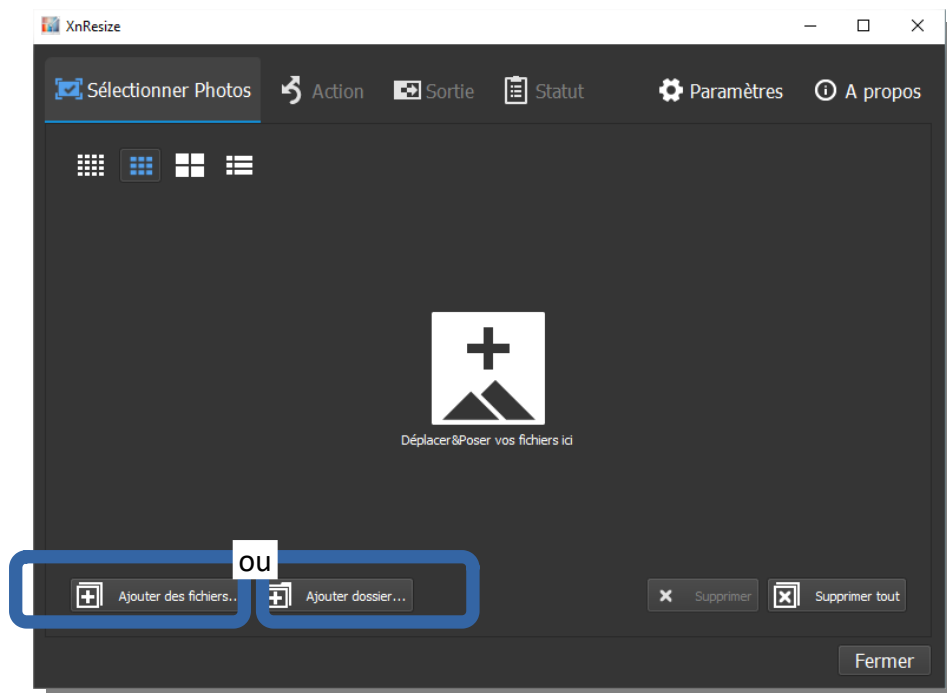 XnResize
Sélectionner Photos Action Sortie Statut Paramètres A propos
Déplacer&Poser vos fichiers ici
ou
Ajouter des fichiers.. Ajouter dossier... Supprimer Supprimer tout
Fermer